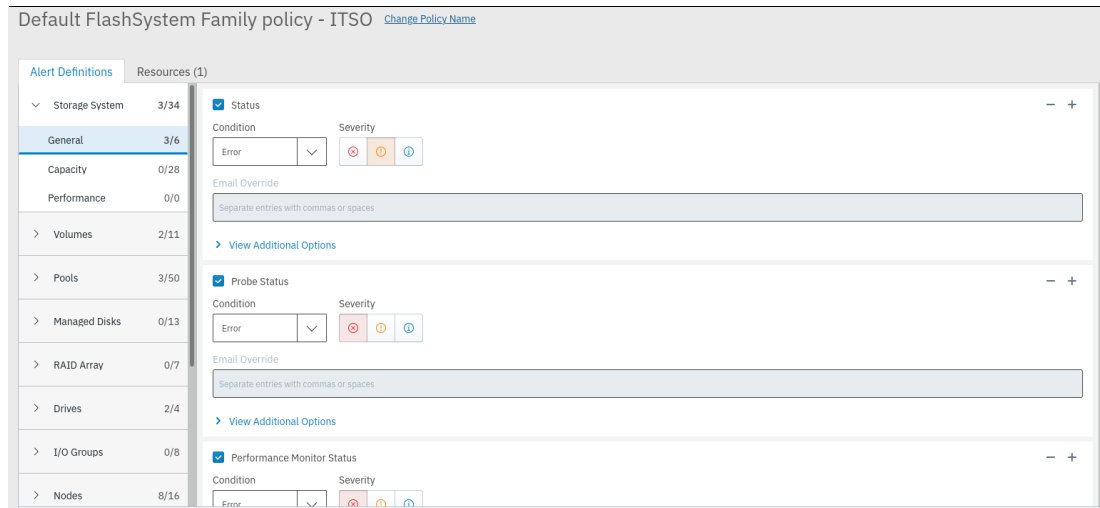 Default FlashSystem Family policy - ITSO Change Policy Name
Alert Definitions Resources (1)
Storage System 3/34
General 3/6
Capacity 0/28
Performance 0/0
Volumes 2/11
Pools 3/50
Managed Disks 0/13
RAID Array 0/7
Drives 2/4
I/O Groups 0/8
Nodes 8/16
Status
Condition Severity
Error
Email Override
Separate entries with commas or spaces
View Additional Options
Probe Status
Condition Severity
Error
Email Override
Separate entries with commas or spaces
View Additional Options
Performance Monitor Status
Condition Severity
Error